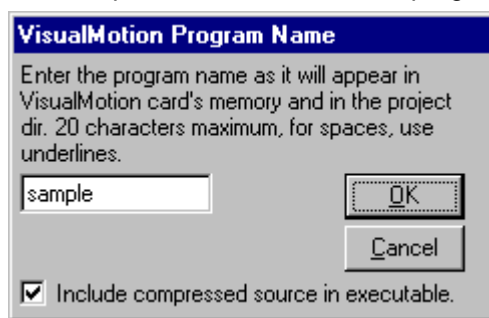 VisualMotion Program Name
Enter the program name as it will appear in
VisualMotion card's memory and in the project
dir. 20 characters maximum, for spaces, use
underlines.
sample
OK
Cancel
Include compressed source in executable.